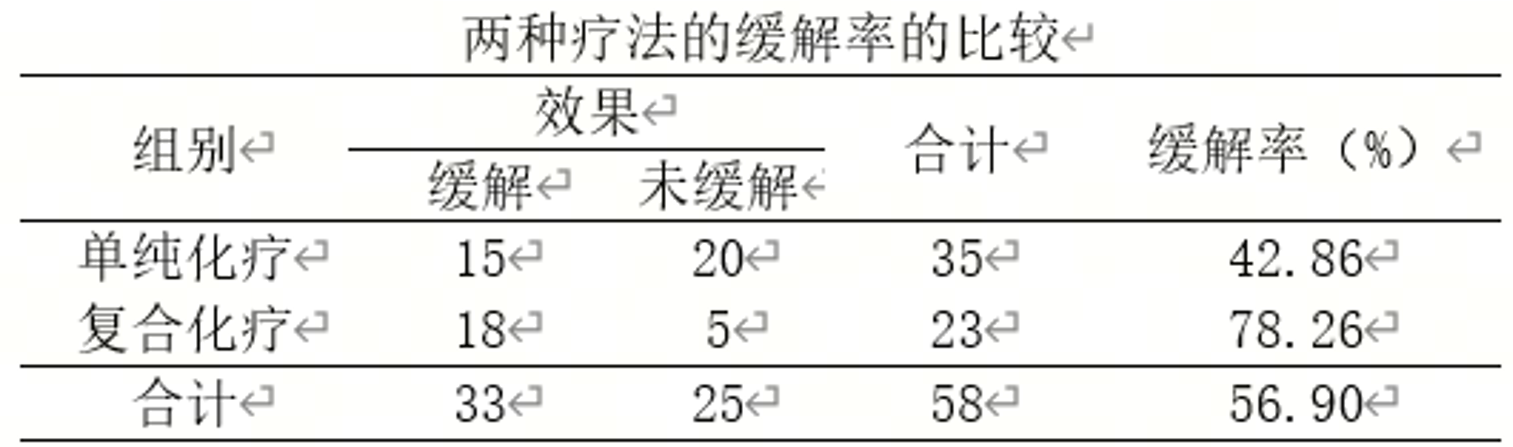 两种疗法的缓解率的比较↵
组别↵ 效果↵ 合计↵ 缓解率（%）↵
缓解↵ 未缓解↵
单纯化疗↵ 15↵ 20↵ 35↵ 42.86↵
复合化疗↵ 18↵ 5↵ 23↵ 78.26↵
合计↵ 33↵ 25↵ 58↵ 56.90↵